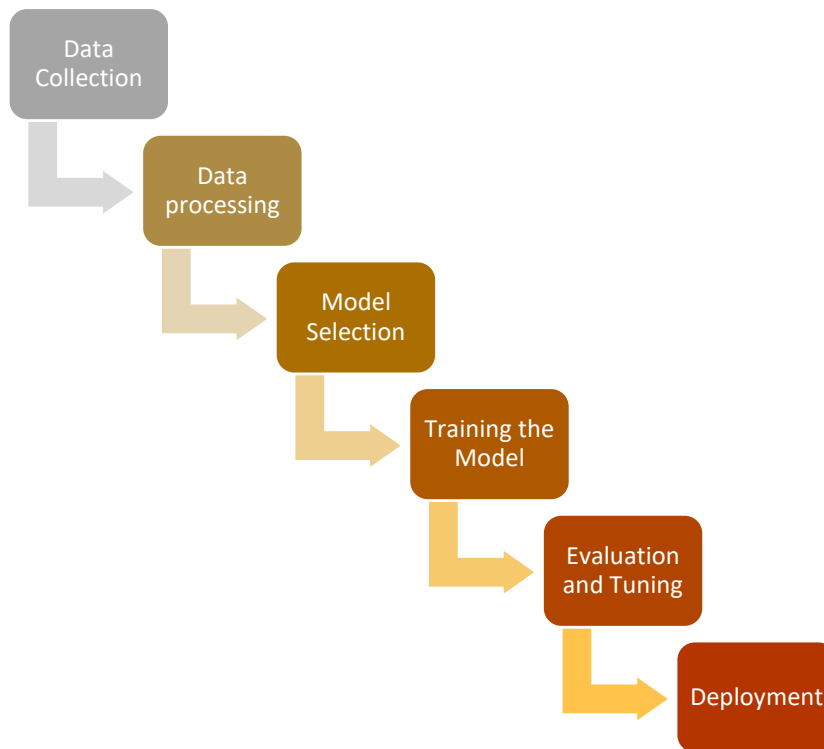 Data
Collection
Data
processing
Model
Selection
Training the
Model
Evaluation
and Tuning
Deployment